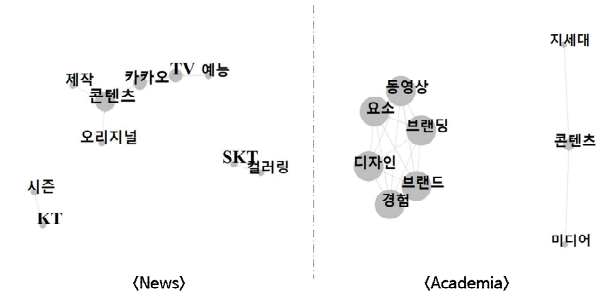 TV 예능
카카오
제작
콘텐츠
오리지널
SKT
컬러링
시즌
KT
〈News〉
지세대
동영상
요소
브랜딩
콘텐츠
디자인
브랜드
경험
미디어
〈Academia〉